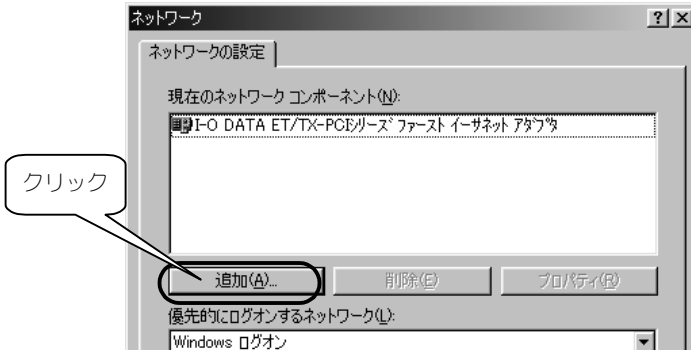 ネットワーク
ネットワークの設定
現在のネットワーク コンポーネント(N):
I-O DATA ET/TX-PCIシリーズ ファースト イーサネット アダプタ
クリック
追加(A)...
削除(E)
プロパティ(R)
優先的にログオンするネットワーク(L):
Windows ログオン